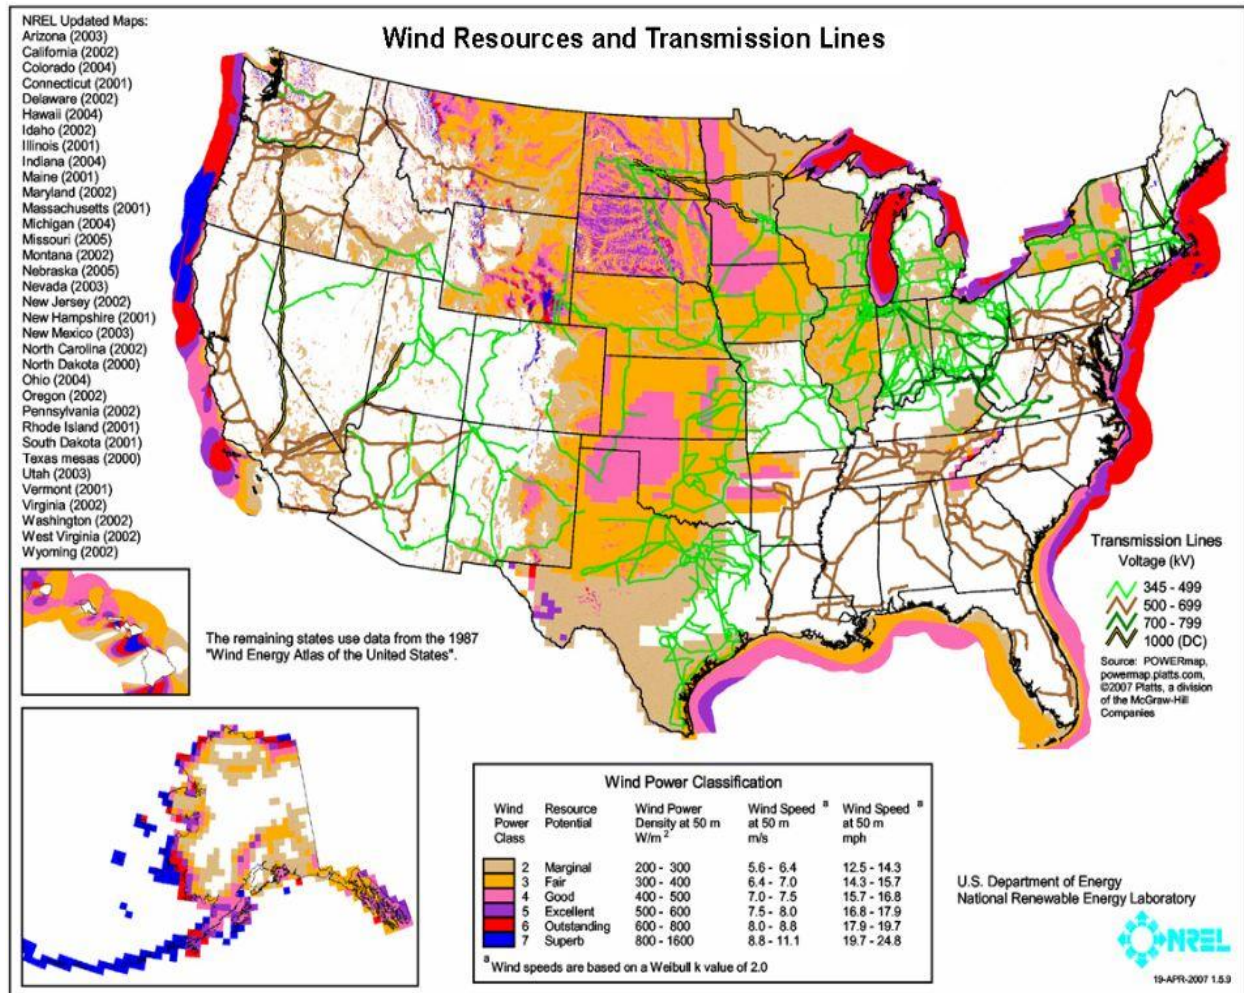 Wind Resources and Transmission Lines
NREL Updated Maps:
Arizona (2003)
California (2002)
Colorado (2004)
Connecticut (2001)
Delaware (2002)
Hawaii (2004)
Idaho (2002)
Illinois (2001)
Indiana (2004)
Maine (2001)
Maryland (2002)
Massachusetts (2001)
Michigan (2004)
Missouri (2005)
Montana (2002)
Nebraska (2005)
Nevada (2003)
New Jersey (2002)
New Hampshire (2001)
New Mexico (2003)
North Carolina (2002)
North Dakota (2000)
Ohio (2004)
Oregon (2002)
Pennsylvania (2002)
Rhode Island (2001)
South Dakota (2001)
Texas mesas (2000)
Utah (2003)
Vermont (2001)
Virginia (2002)
Washington (2002)
West Virginia (2002)
Wyoming (2002)
The remaining states use data from the 1987
"Wind Energy Atlas of the United States".
Transmission Lines
Voltage (kV)
345 - 499
500 - 699
700 - 799
1000 (DC)
Source: POWERmap,
powermap.platts.com,
©2007 Platts, a division
of the McGraw-Hill
Companies
Wind Power Classification
Wind Resource Wind Power Wind Speed a Wind Speed a
Power Potential Density at 50 m at 50 m at 50 m
Class W/m 2 m/s mph
2 Marginal 200 - 300 5.6 - 6.4 12.5 - 14.3
3 Fair 300 - 400 6.4 - 7.0 14.3 - 15.7
4 Good 400 - 500 7.0 - 7.5 15.7 - 16.8
5 Excellent 500 - 600 7.5 - 8.0 16.8 - 17.9
6 Outstanding 600 - 800 8.0 - 8.8 17.9 - 19.7
7 Superb 800 - 1600 8.8 - 11.1 19.7 - 24.8
a Wind speeds are based on a Weibull k value of 2.0
U.S. Department of Energy
National Renewable Energy Laboratory
NREL
19-APR-2007 1.5.9